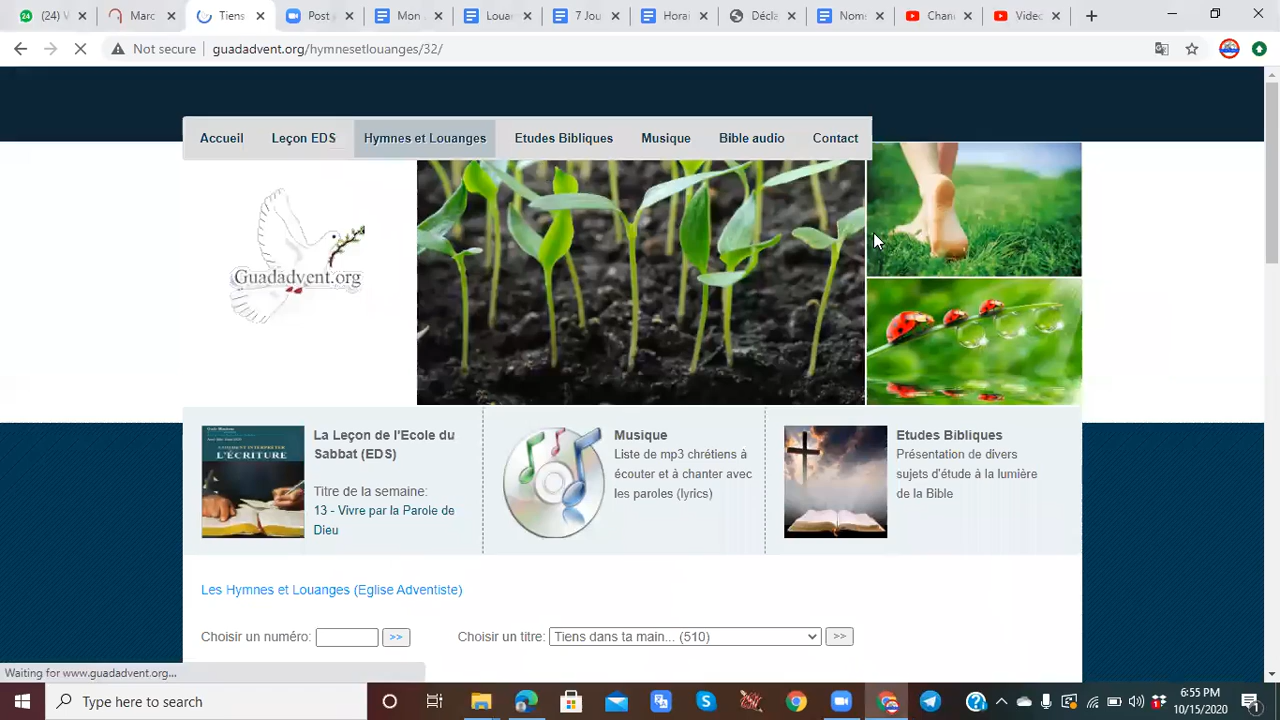 (24) V
Marc
Tiens
Post
Mon
Loua
7 Jou
Horai
Décla
Noms
Chan
Video
Not secure
guadadvent.org/hymnesetlouanges/32/
Accueil
Leçon EDS
Hymnes et Louanges
Etudes Bibliques
Musique
Bible audio
Contact
Guadadvent.org
L'ÉCRITURE
La Leçon de l'Ecole du
Sabbat (EDS)
Titre de la semaine:
13 - Vivre par la Parole de
Dieu
Musique
Liste de mp3 chrétiens à
écouter et à chanter avec
les paroles (lyrics)
Etudes Bibliques
Présentation de divers
sujets d'étude à la lumière
de la Bible
Les Hymnes et Louanges (Eglise Adventiste)
Choisir un numéro: >>
Choisir un titre: Tiens dans ta main... (510) >>
Waiting for www.guadadvent.org...
Type here to search
6:55 PM
10/15/2020